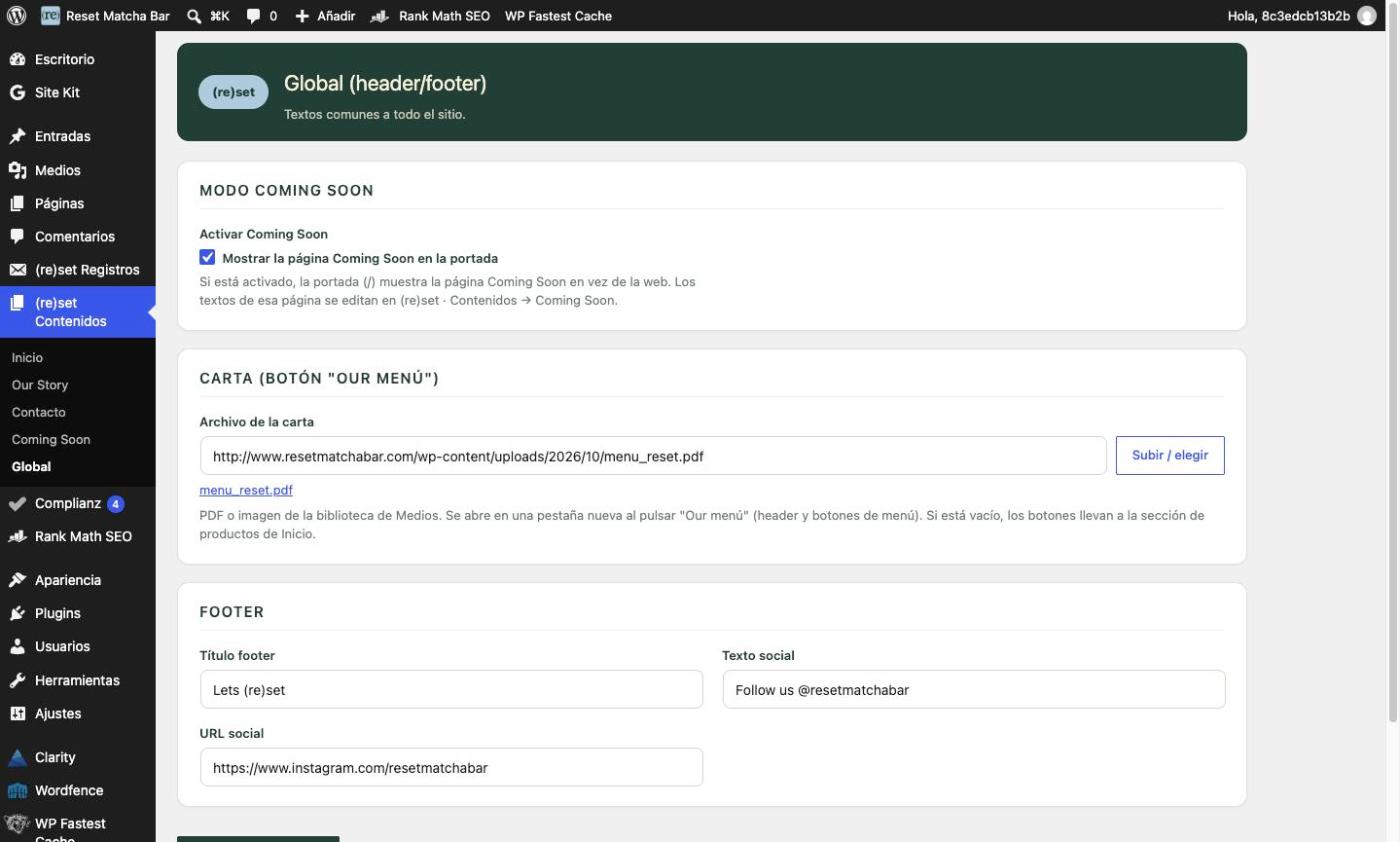 Reset Matcha Bar
⌘K
0
Añadir
Rank Math SEO
WP Fastest Cache
Hola, 8c3edcb13b2b
Escritorio
Site Kit
Entradas
Medios
Páginas
Comentarios
(re)set Registros
(re)set
Contenidos
Inicio
Our Story
Contacto
Coming Soon
Global
Complianz 4
Rank Math SEO
Apariencia
Plugins
Usuarios
Herramientas
Ajustes
Clarity
Wordfence
WP Fastest
Cache
(re)set
Global (header/footer)
Textos comunes a todo el sitio.
MODO COMING SOON
Activar Coming Soon
Mostrar la página Coming Soon en la portada
Si está activado, la portada (/) muestra la página Coming Soon en vez de la web. Los
textos de esa página se editan en (re)set · Contenidos → Coming Soon.
CARTA (BOTÓN "OUR MENÚ")
Archivo de la carta
http://www.resetmatchabar.com/wp-content/uploads/2026/10/menu_reset.pdf
Subir / elegir
menu_reset.pdf
PDF o imagen de la biblioteca de Medios. Se abre en una pestaña nueva al pulsar "Our menú" (header y botones de menú). Si está vacío, los botones llevan a la sección de
productos de Inicio.
FOOTER
Título footer
Lets (re)set
Texto social
Follow us @resetmatchabar
URL social
https://www.instagram.com/resetmatchabar